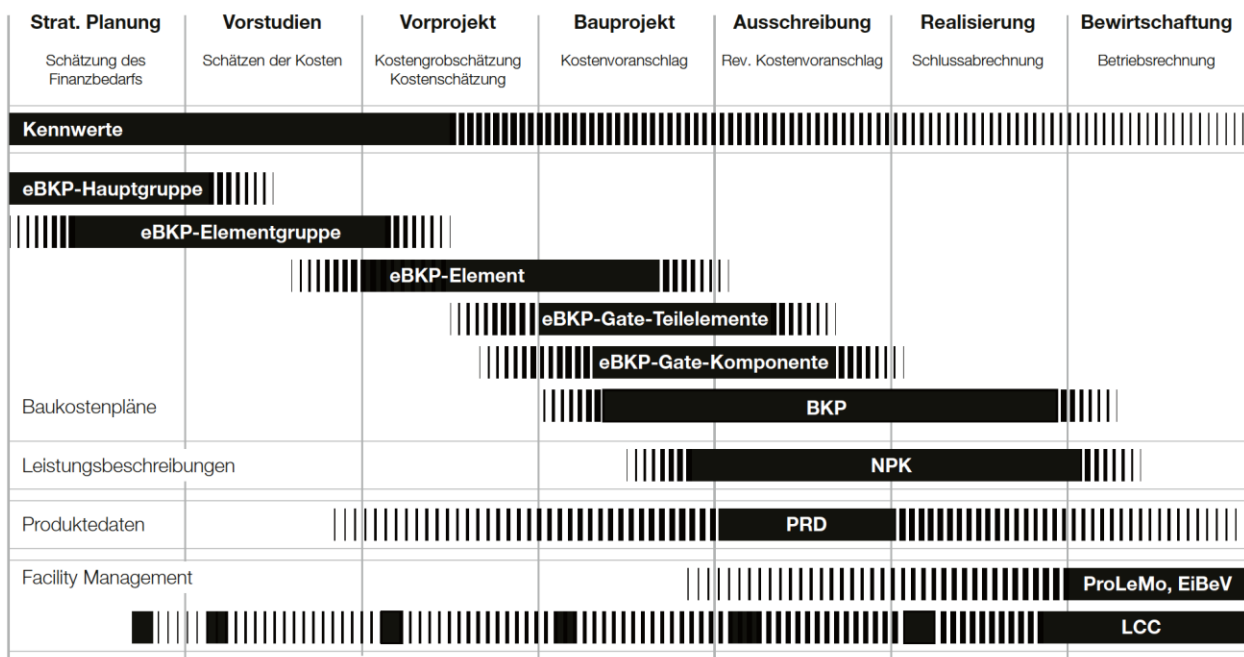 Strat. Planung
Vorstudien
Vorprojekt
Bauprojekt
Ausschreibung
Realisierung
Bewirtschaftung
Schätzung des
Finanzbedarfs
Schätzen der Kosten
Kostengrobschätzung
Kostenschätzung
Kostenvoranschlag
Rev. Kostenvoranschlag
Schlussabrechnung
Betriebsrechnung
Kennwerte
eBKP-Hauptgruppe
eBKP-Elementgruppe
eBKP-Element
eBKP-Gate-Teilelemente
eBKP-Gate-Komponente
Baukostenpläne
BKP
Leistungsbeschreibungen
NPK
Produktedaten
PRD
Facility Management
ProLeMo, EiBeV
LCC